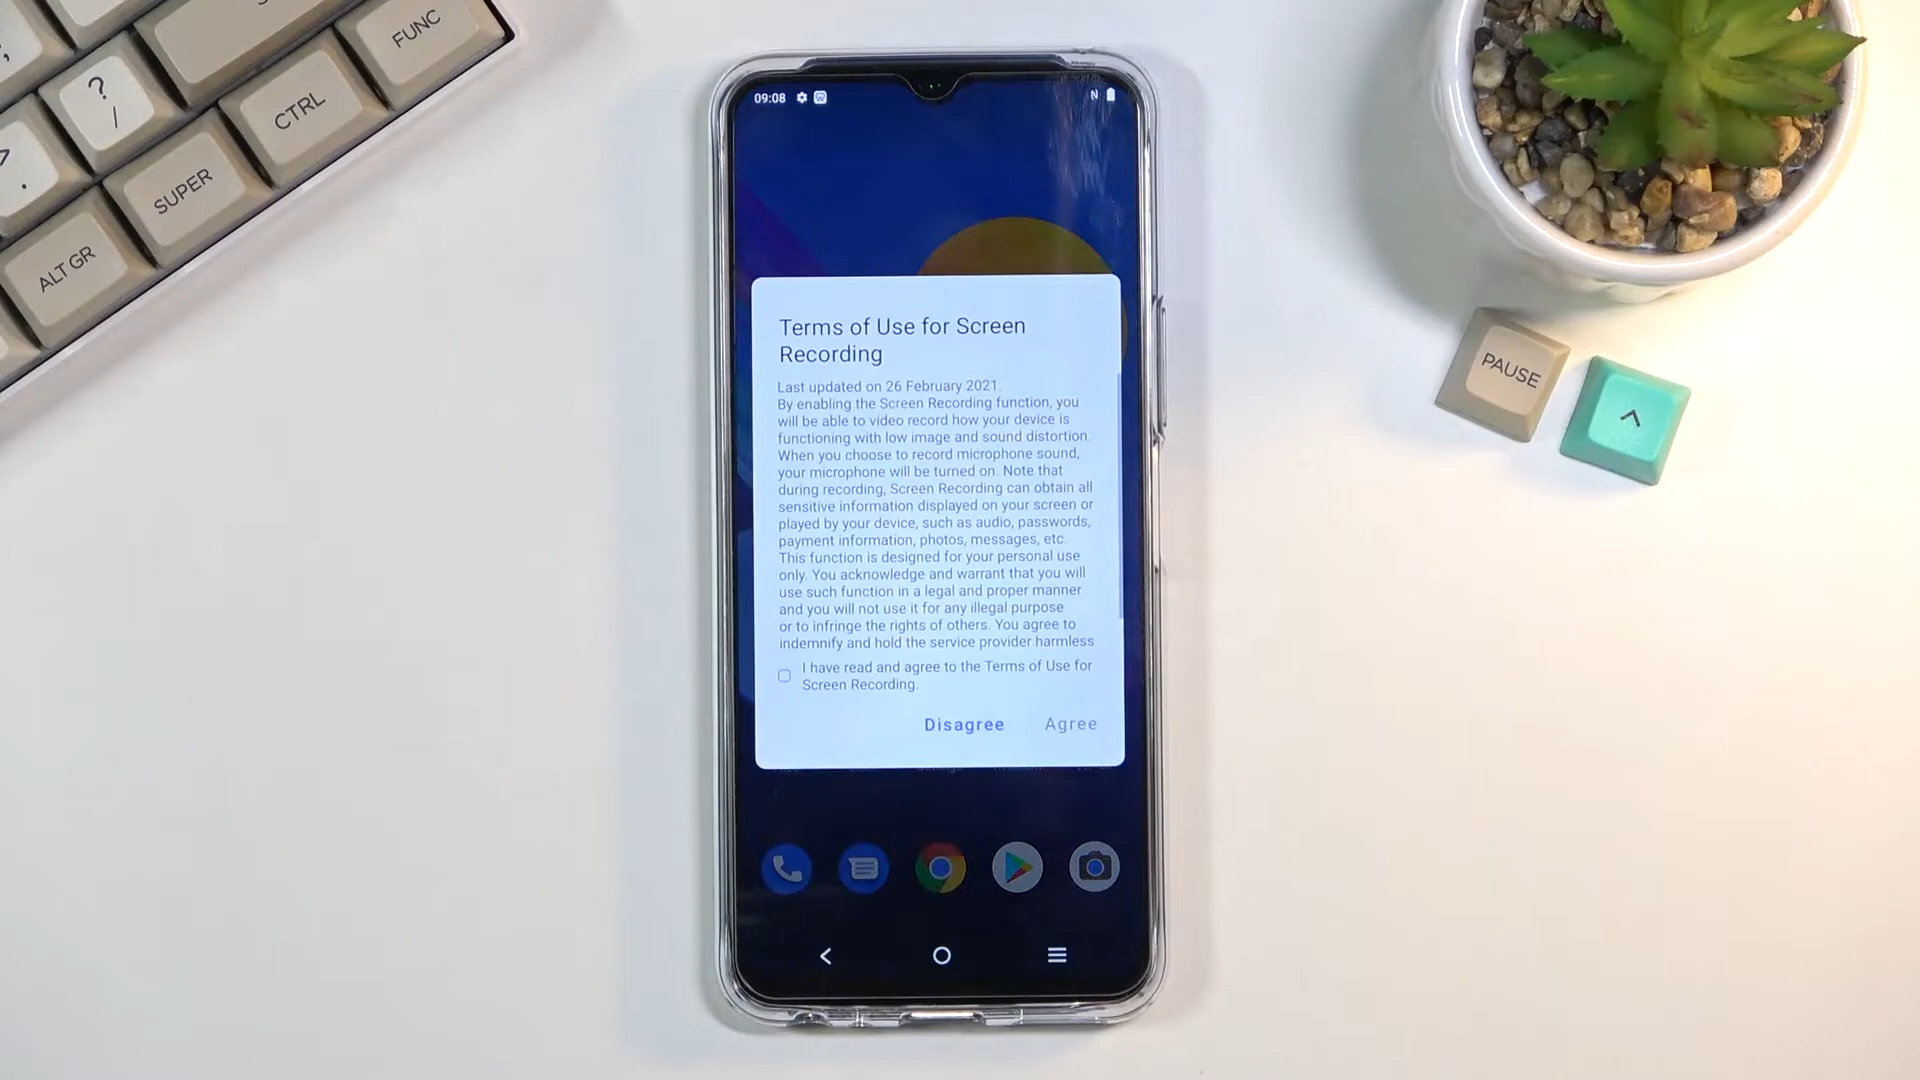 FUNC
?
/
CTRL
SUPER
ALT GR
PAUSE
09:08
Terms of Use for Screen
Recording
Last updated on 26 February 2021.
By enabling the Screen Recording function, you
will be able to video record how your device is
functioning with low image and sound distortion.
When you choose to record microphone sound,
your microphone will be turned on. Note that
during recording, Screen Recording can obtain all
sensitive information displayed on your screen or
played by your device, such as audio, passwords,
payment information, photos, messages, etc.
This function is designed for your personal use
only. You acknowledge and warrant that you will
use such function in a legal and proper manner
and you will not use it for any illegal purpose
or to infringe the rights of others. You agree to
indemnify and hold the service provider harmless
I have read and agree to the Terms of Use for
Screen Recording.
Disagree Agree